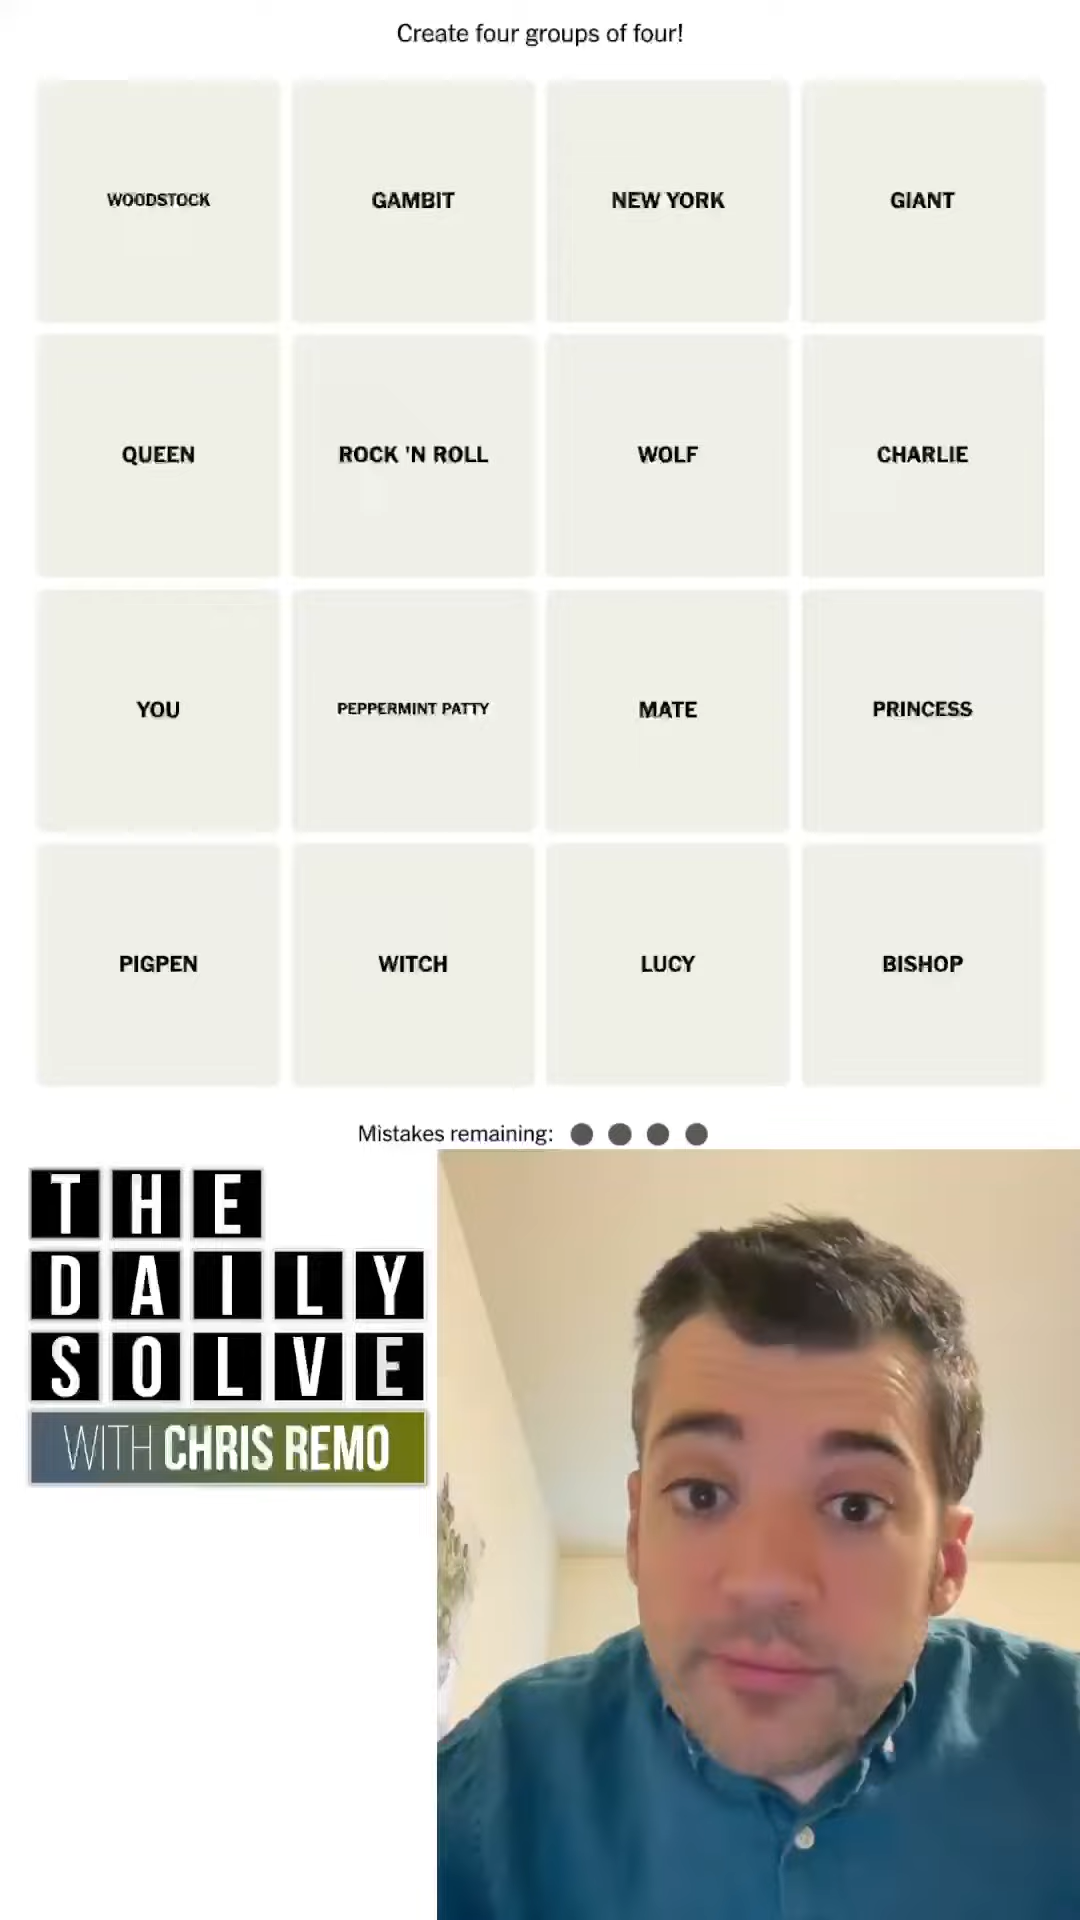 Create four groups of four!
WOODSTOCK GAMBIT NEW YORK GIANT
QUEEN ROCK 'N ROLL WOLF CHARLIE
YOU PEPPERMINT PATTY MATE PRINCESS
PIGPEN WITCH LUCY BISHOP
Mistakes remaining:
THE
DAILY
SOLVE
WITH CHRIS REMO